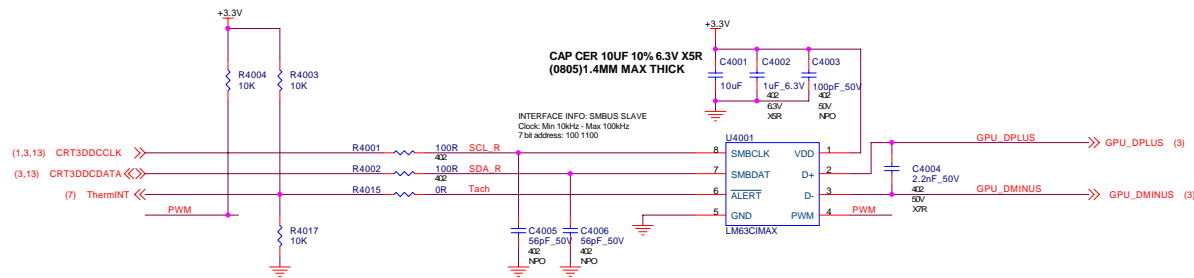 +3.3V
+3.3V
CAP CER 10UF 10% 6.3V X5R
(0805)1.4MM MAX THICK
R4004
10K
R4003
10K
C4001
10uF
C4002
1uF_6.3V
402
6.3V
X5R
C4003
100pF_50V
402
50V
NPO
INTERFACE INFO: SMBUS SLAVE
Clock: Min 10kHz - Max 100kHz
7 bit address: 100 1100
(1,3,13) CRT3DDCCLK
R4001
100R
402
SCL_R
(3,13) CRT3DDCDATA
R4002
100R
402
SDA_R
(7) ThermINT
R4015
0R
Tach
PWM
R4017
10K
C4005
56pF_50V
402
NPO
C4006
56pF_50V
402
NPO
U4001
8 SMBCLK VDD 1
7 SMBDAT D+ 2
6 ALERT D- 3
5 GND PWM 4
LM63CIMAX
PWM
GPU_DPLUS
GPU_DPLUS (3)
C4004
2.2nF_50V
402
50V
X7R
GPU_DMINUS
GPU_DMINUS (3)